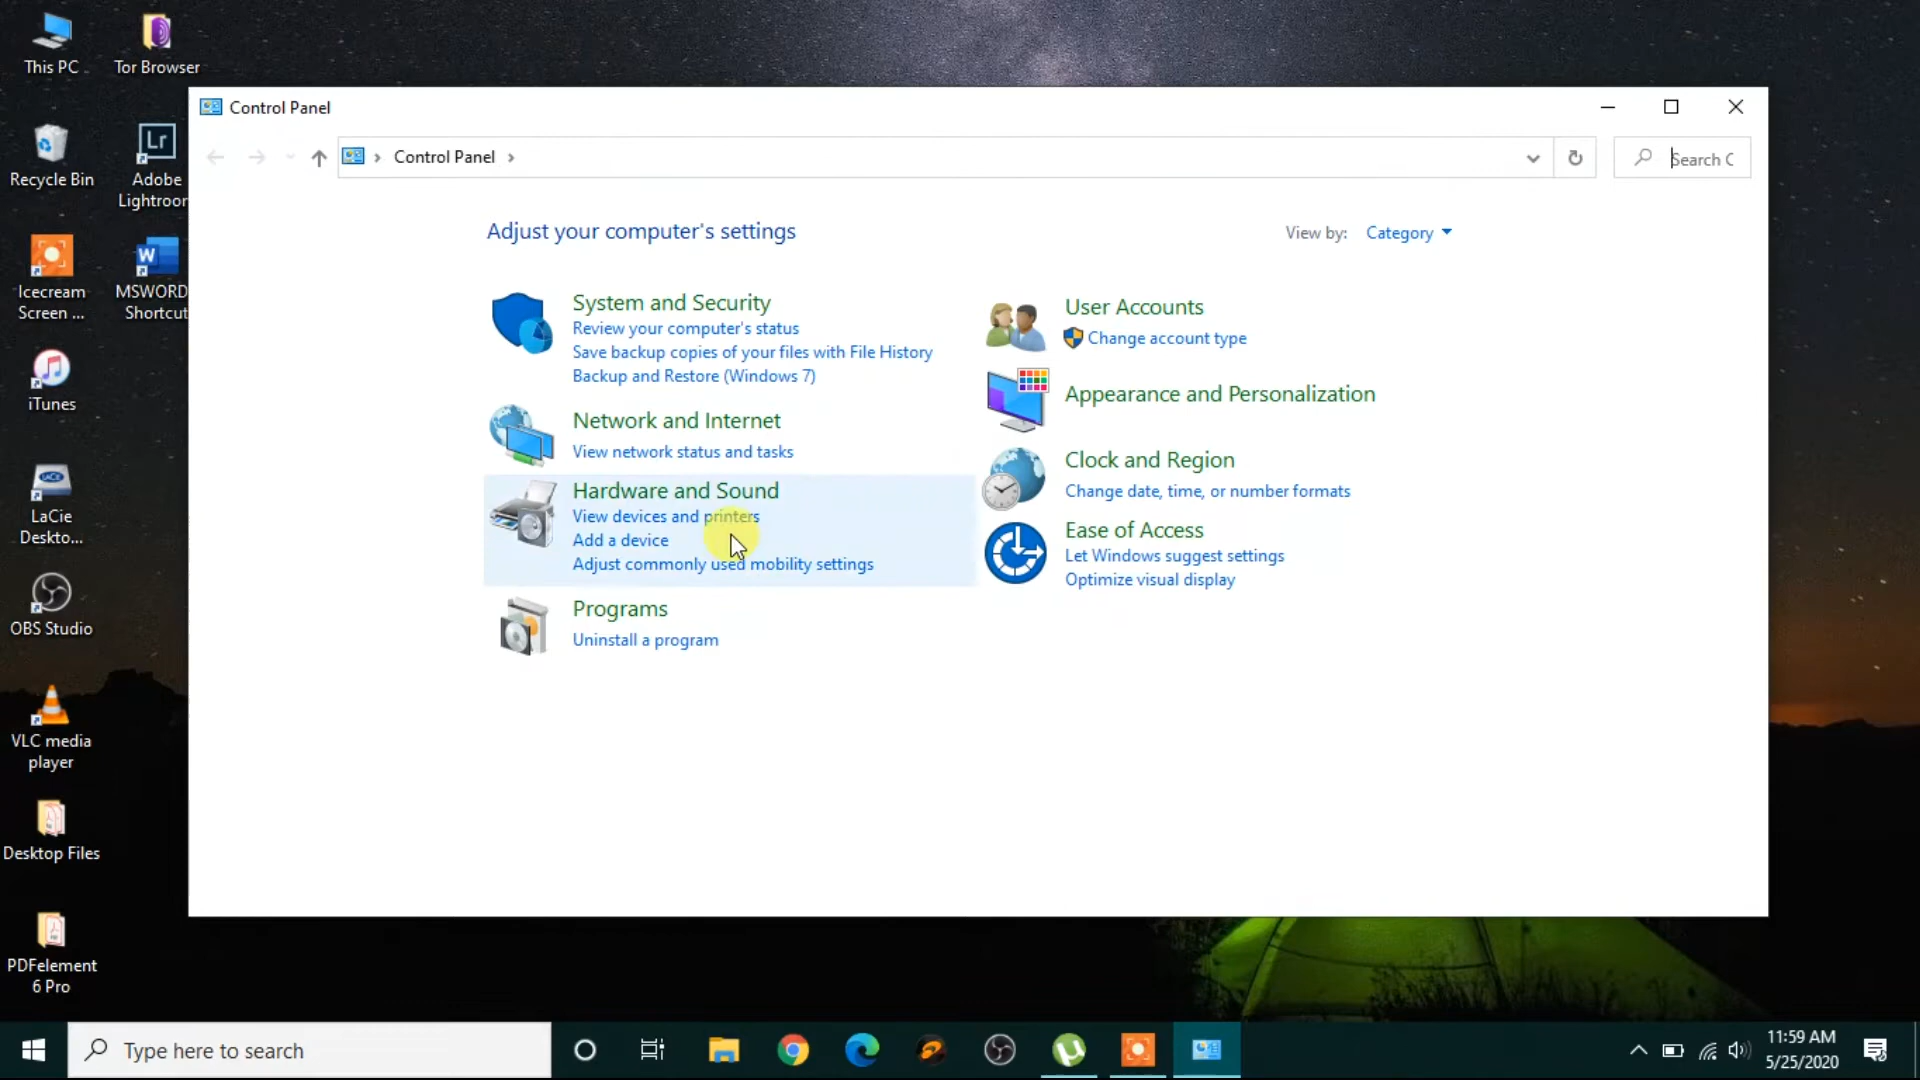 This PC
Tor Browser
Recycle Bin
Adobe
Lightroor
Lr
Icecream
Screen ...
W
MSWORD
Shortcut
iTunes
LACIE
LaCie
Deskto...
OBS Studio
VLC media
player
Desktop Files
PDFelement
6 Pro
Control Panel
Control Panel
Search C
Adjust your computer's settings
View by: Category
System and Security
Review your computer's status
Save backup copies of your files with File History
Backup and Restore (Windows 7)
Network and Internet
View network status and tasks
Hardware and Sound
View devices and printers
Add a device
Adjust commonly used mobility settings
Programs
Uninstall a program
User Accounts
Change account type
Appearance and Personalization
Clock and Region
Change date, time, or number formats
Ease of Access
Let Windows suggest settings
Optimize visual display
Type here to search
11:59 AM
5/25/2020